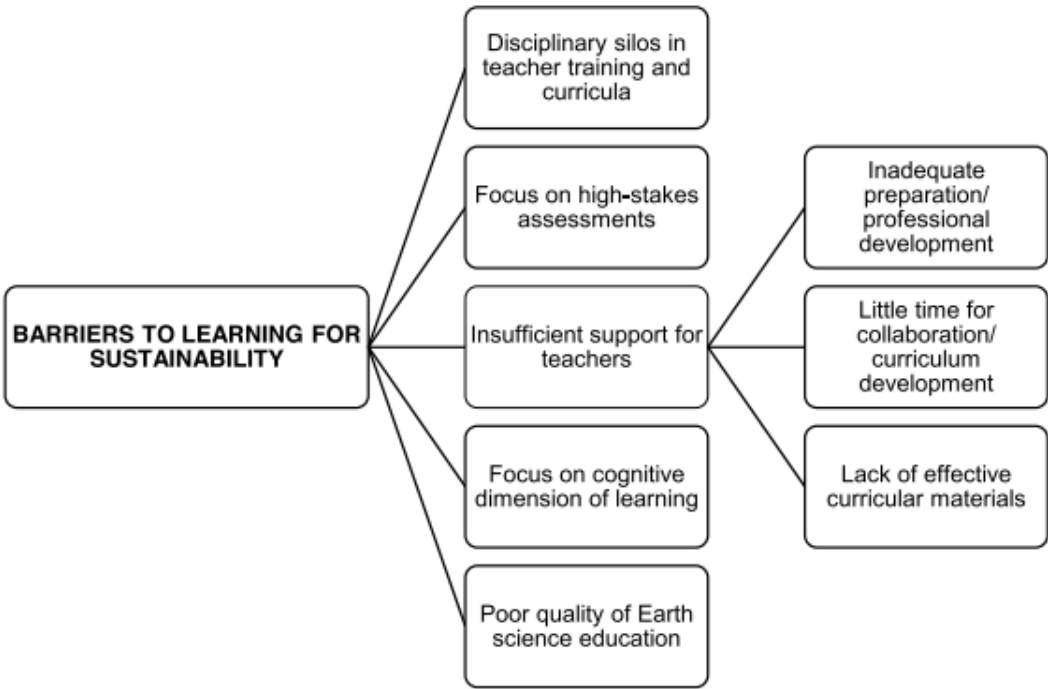 BARRIERS TO LEARNING FOR
SUSTAINABILITY
Disciplinary silos in
teacher training and
curricula
Focus on high-stakes
assessments
Insufficient support for
teachers
Focus on cognitive
dimension of learning
Poor quality of Earth
science education
Inadequate
preparation/
professional
development
Little time for
collaboration/
curriculum
development
Lack of effective
curricular materials